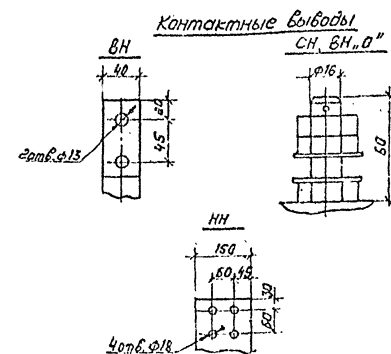 Контактные выводы
ВН
СН, ВН „0"
40
20
45
2отв.ф13
ф16
60
НН
150
60 45
30
60
4отв.ф18